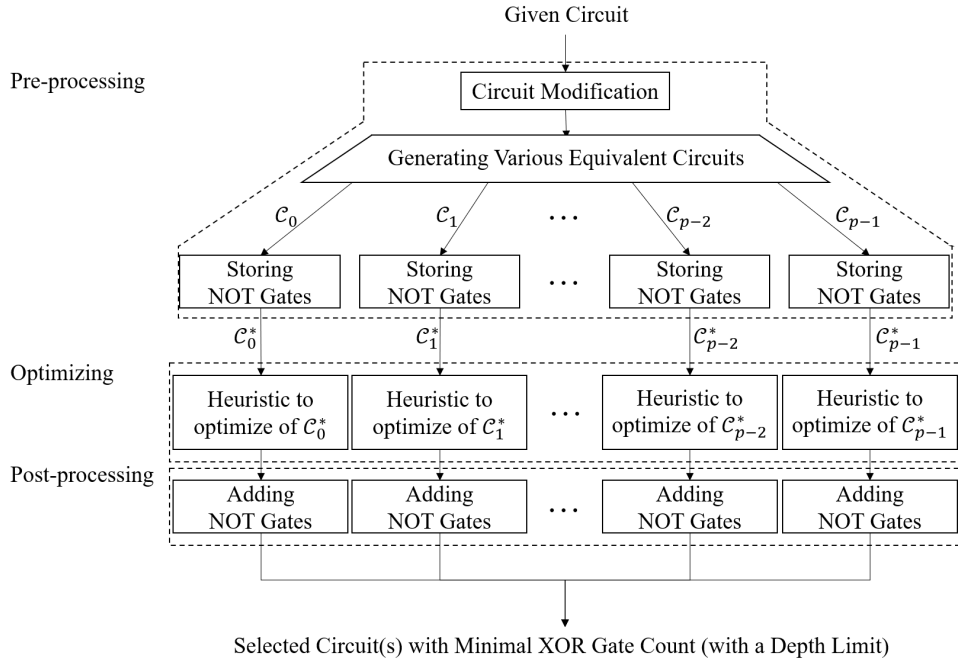 Given Circuit
Pre-processing
Circuit Modification
Generating Various Equivalent Circuits
𝒞₀ 𝒞₁ ⋯ 𝒞ₚ₋₂ 𝒞ₚ₋₁
Storing Storing Storing Storing
NOT Gates NOT Gates ⋯ NOT Gates NOT Gates
𝒞₀* 𝒞₁* 𝒞ₚ₋₂* 𝒞ₚ₋₁*
Optimizing
Heuristic to Heuristic to Heuristic to Heuristic to
optimize of 𝒞₀* optimize of 𝒞₁* ⋯ optimize of 𝒞ₚ₋₂* optimize of 𝒞ₚ₋₁*
Post-processing
Adding Adding Adding Adding
NOT Gates NOT Gates ⋯ NOT Gates NOT Gates
Selected Circuit(s) with Minimal XOR Gate Count (with a Depth Limit)